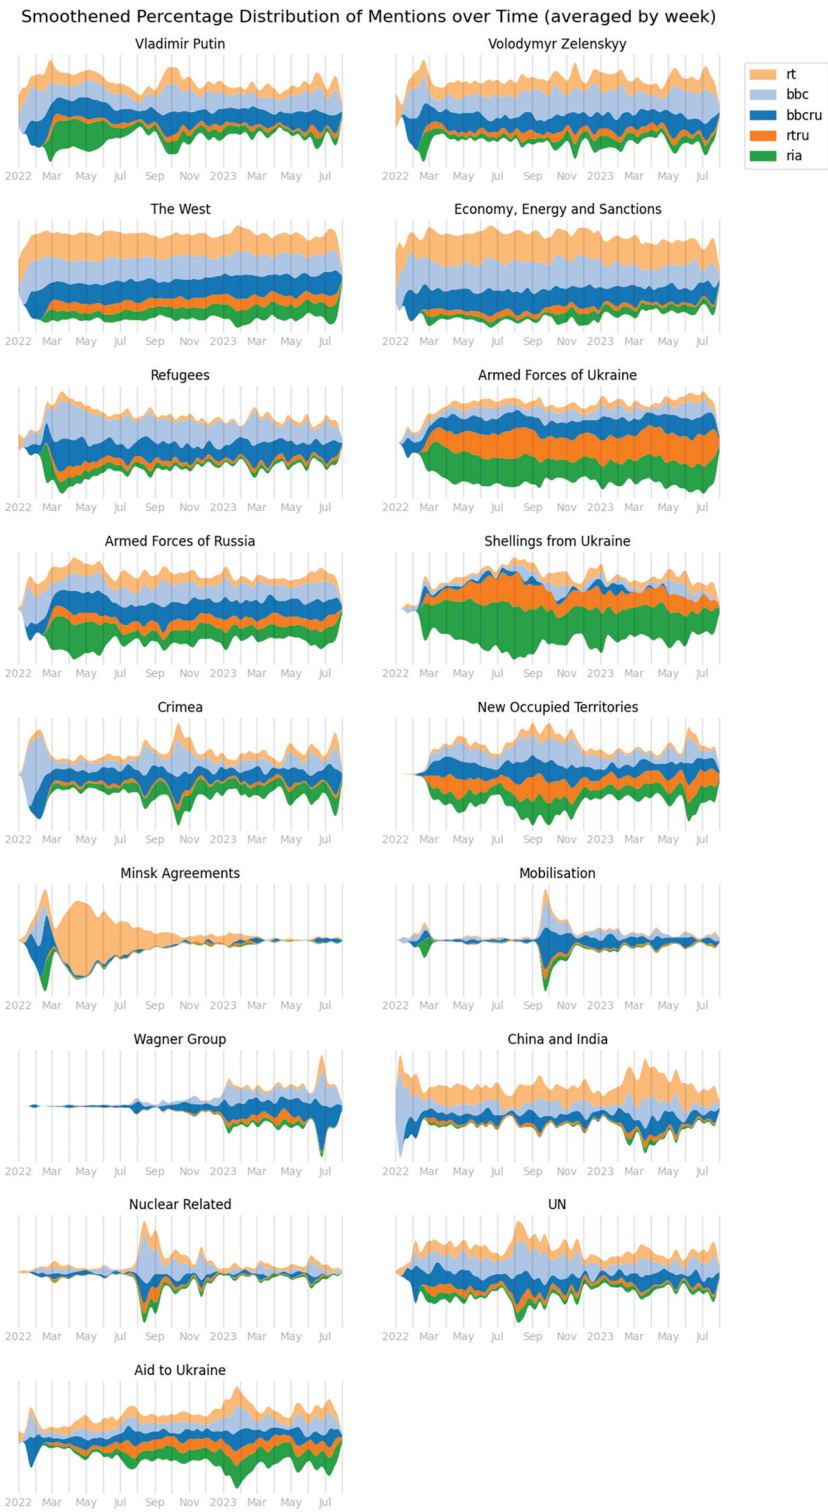 Smoothened Percentage Distribution of Mentions over Time (averaged by week)
Vladimir Putin
2022 Mar May Jul Sep Nov 2023 Mar May Jul
Volodymyr Zelenskyy
2022 Mar May Jul Sep Nov 2023 Mar May Jul
rt
bbc
bbcru
rtru
ria
The West
2022 Mar May Jul Sep Nov 2023 Mar May Jul
Economy, Energy and Sanctions
2022 Mar May Jul Sep Nov 2023 Mar May Jul
Refugees
2022 Mar May Jul Sep Nov 2023 Mar May Jul
Armed Forces of Ukraine
2022 Mar May Jul Sep Nov 2023 Mar May Jul
Armed Forces of Russia
2022 Mar May Jul Sep Nov 2023 Mar May Jul
Shellings from Ukraine
2022 Mar May Jul Sep Nov 2023 Mar May Jul
Crimea
2022 Mar May Jul Sep Nov 2023 Mar May Jul
New Occupied Territories
2022 Mar May Jul Sep Nov 2023 Mar May Jul
Minsk Agreements
2022 Mar May Jul Sep Nov 2023 Mar May Jul
Mobilisation
2022 Mar May Jul Sep Nov 2023 Mar May Jul
Wagner Group
2022 Mar May Jul Sep Nov 2023 Mar May Jul
China and India
2022 Mar May Jul Sep Nov 2023 Mar May Jul
Nuclear Related
2022 Mar May Jul Sep Nov 2023 Mar May Jul
UN
2022 Mar May Jul Sep Nov 2023 Mar May Jul
Aid to Ukraine
2022 Mar May Jul Sep Nov 2023 Mar May Jul